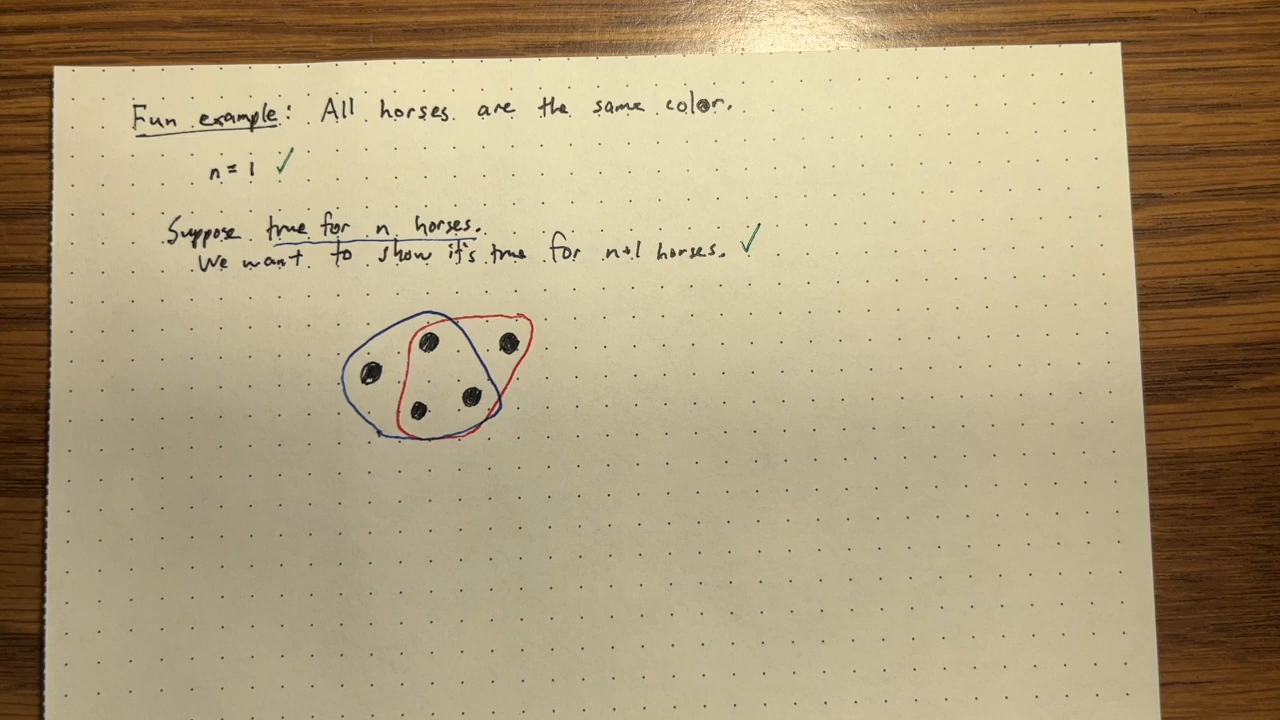 Fun example: All horses are the same color.
n = 1 ✓
Suppose true for n horses.
We want to show it's true for n+1 horses. ✓